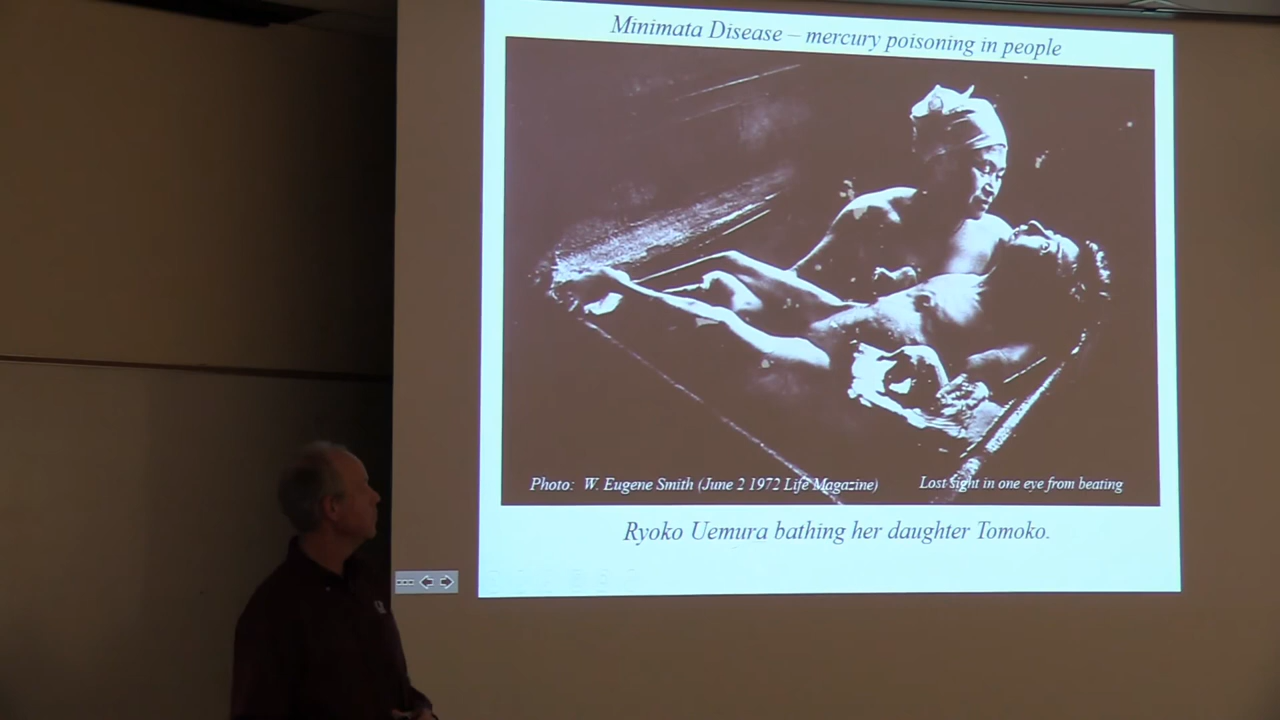 Minimata Disease – mercury poisoning in people
Photo: W. Eugene Smith (June 2 1972 Life Magazine)
Lost sight in one eye from beating
Ryoko Uemura bathing her daughter Tomoko.